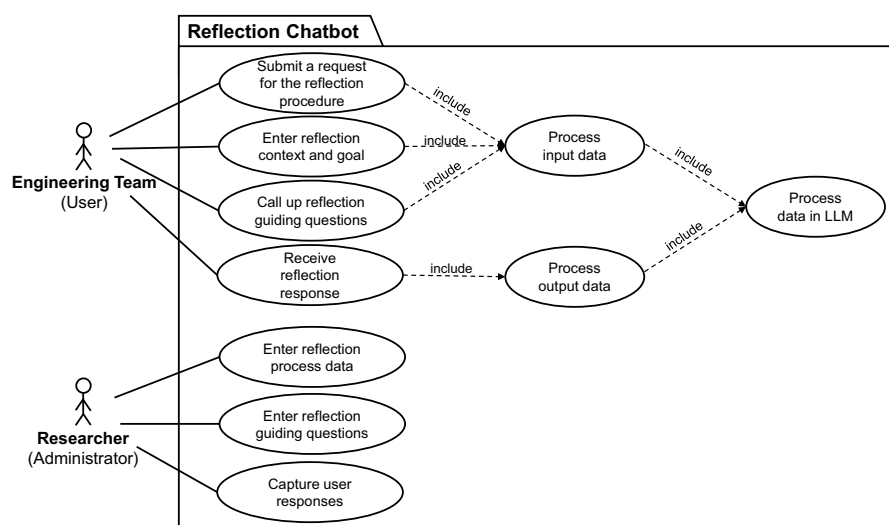 Reflection Chatbot
Submit a request
for the reflection
procedure
include
Enter reflection
context and goal
include
Process
input data
include
Engineering Team
(User)
Call up reflection
guiding questions
include
Process
data in LLM
Receive
reflection
response
include
Process
output data
include
Enter reflection
process data
Researcher
(Administrator)
Enter reflection
guiding questions
Capture user
responses